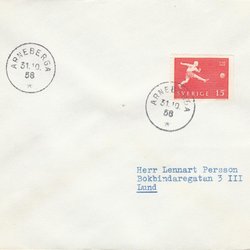 ARNEBERGA
31.10.
58
SVERIGE 15
ARNEBERGA
31.10.
58
Herr Lennart Persson
Bokbindaregatan 3 III
Lund